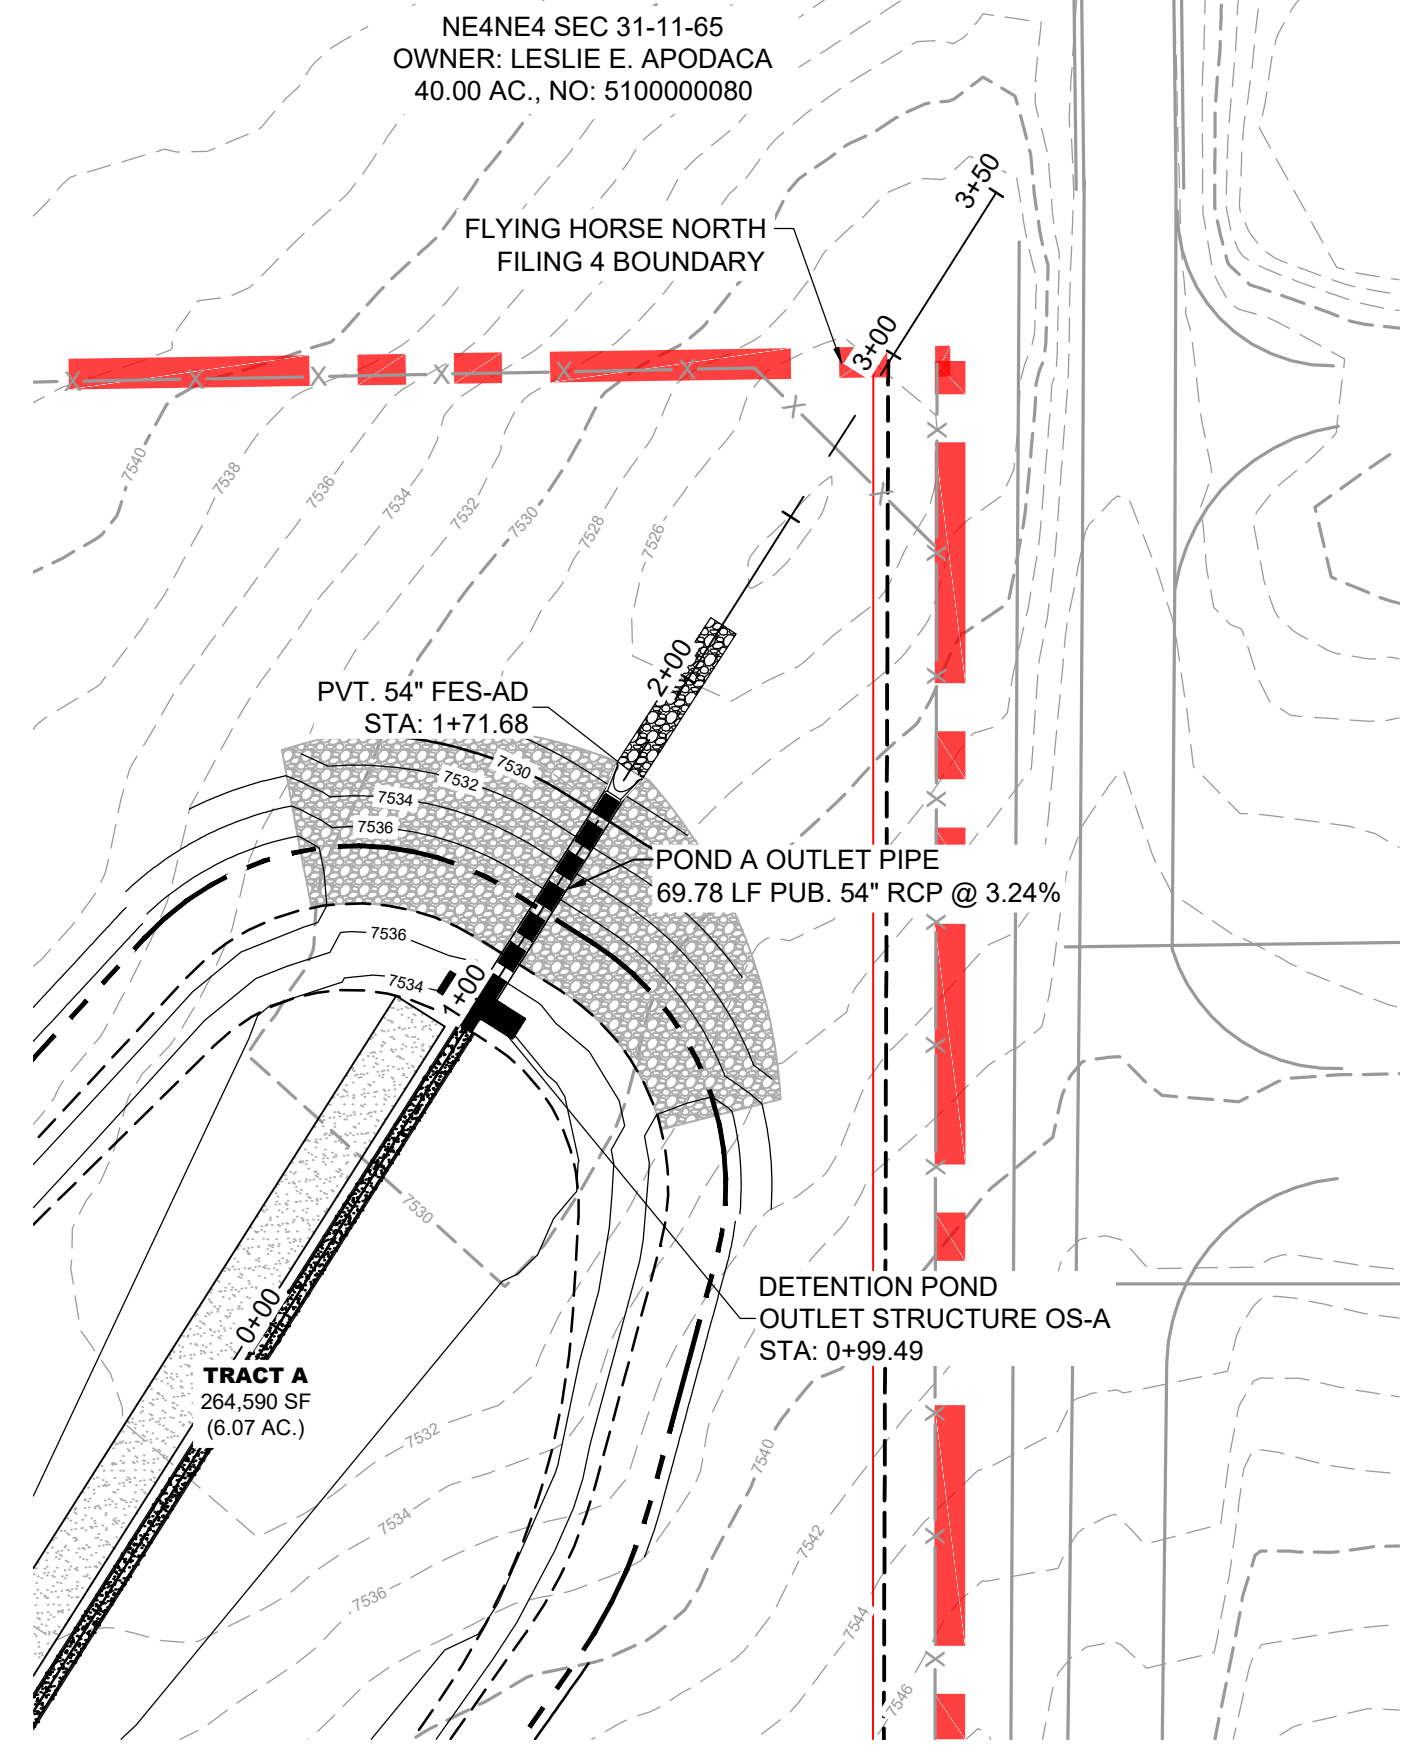 NE4NE4 SEC 31-11-65
OWNER: LESLIE E. APODACA
40.00 AC., NO: 5100000080
3+50
FLYING HORSE NORTH
FILING 4 BOUNDARY
3+00
7540
7538
7536
7534
7532
7530
7528
7526
2+00
PVT. 54" FES-AD
STA: 1+71.68
7530
7532
7534
7536
POND A OUTLET PIPE
69.78 LF PUB. 54" RCP @ 3.24%
7536
7534
1+00
7530
DETENTION POND
OUTLET STRUCTURE OS-A
STA: 0+99.49
0+00
TRACT A
264,590 SF
(6.07 AC.)
7532
7534
7536
7540
7542
7544
7546